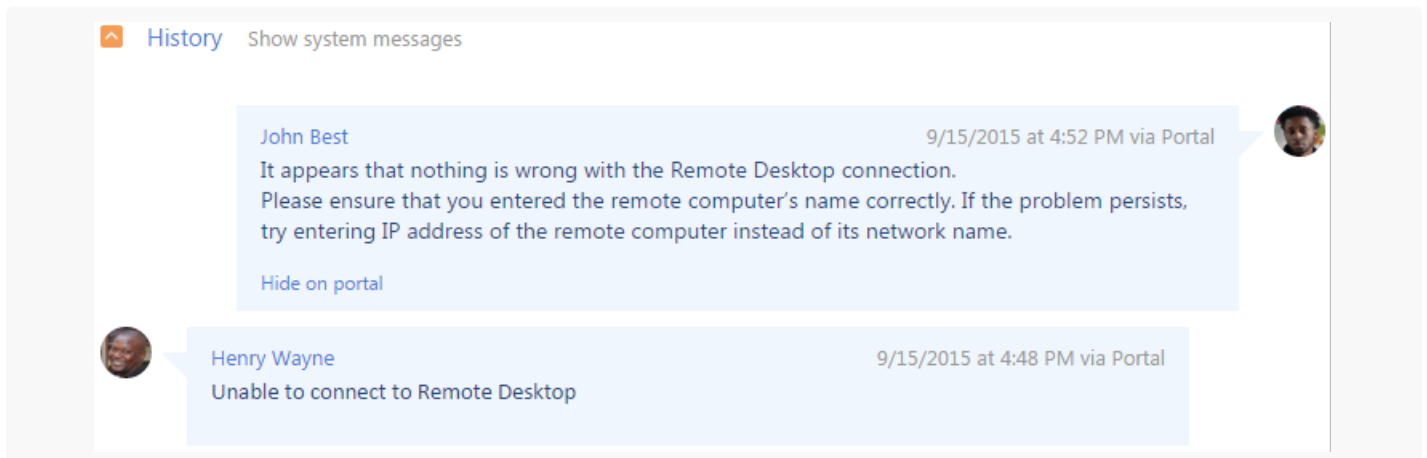 History Show system messages
John Best 9/15/2015 at 4:52 PM via Portal
It appears that nothing is wrong with the Remote Desktop connection.
Please ensure that you entered the remote computer’s name correctly. If the problem persists,
try entering IP address of the remote computer instead of its network name.
Hide on portal
Henry Wayne 9/15/2015 at 4:48 PM via Portal
Unable to connect to Remote Desktop